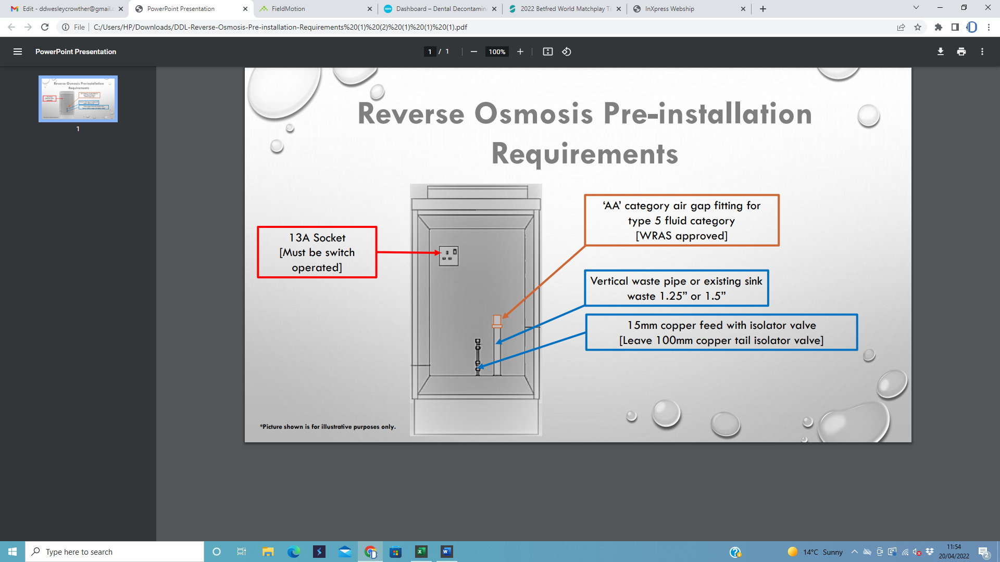 Edit - ddwesleycrowther@gmail.c
PowerPoint Presentation
FieldMotion
xero
Dashboard – Dental Decontamin
2022 Betfred World Matchplay Ti
InXpress Webship
File
C:/Users/HP/Downloads/DDL-Reverse-Osmosis-Pre-installation-Requirements%20(1)%20(2)%20(1)%20(1)%20(1).pdf
PowerPoint Presentation
1 / 1
100%
1
Reverse Osmosis Pre-installation
Requirements
13A Socket
[Must be switch
operated]
‘AA’ category air gap fitting for
type 5 fluid category
[WRAS approved]
Vertical waste pipe or existing sink
waste 1.25” or 1.5”
15mm copper feed with isolator valve
[Leave 100mm copper tail isolator valve]
*Picture shown is for illustrative purposes only.
Type here to search
14°C Sunny
11:54
20/04/2022
2